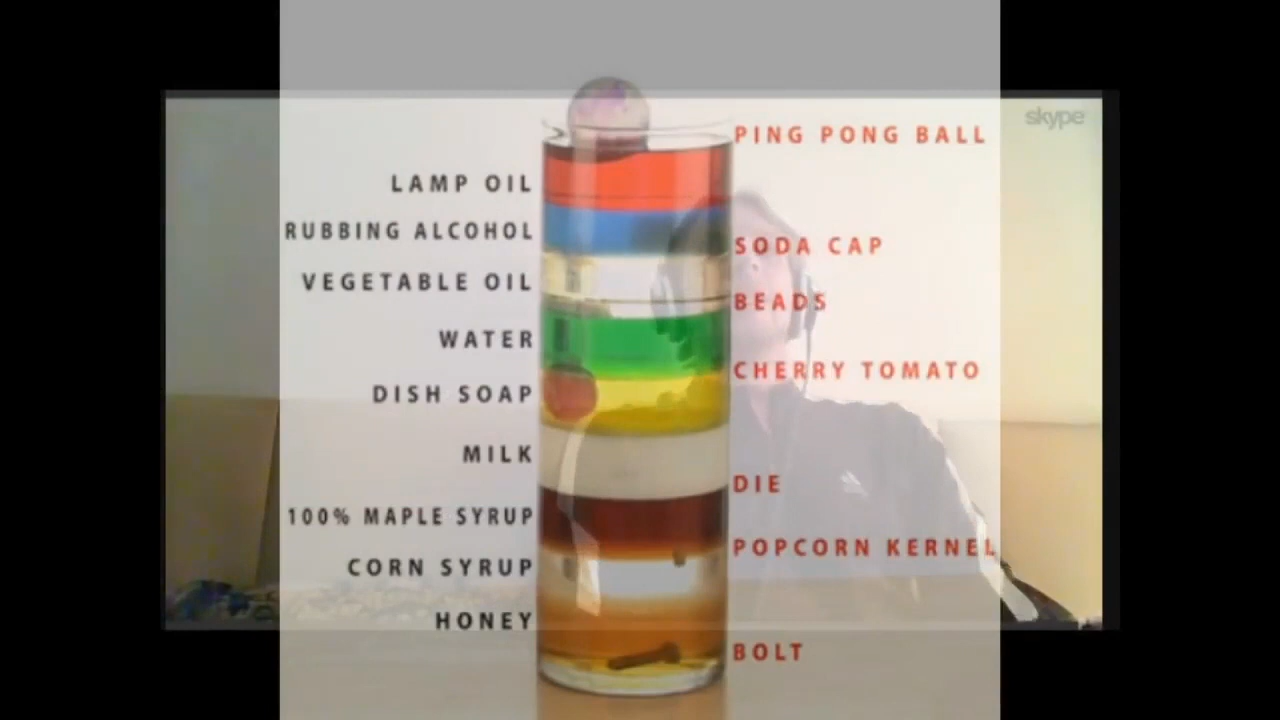 skype
PING PONG BALL
LAMP OIL
RUBBING ALCOHOL
SODA CAP
VEGETABLE OIL
BEADS
WATER
CHERRY TOMATO
DISH SOAP
MILK
DIE
100% MAPLE SYRUP
POPCORN KERNEL
CORN SYRUP
HONEY
BOLT